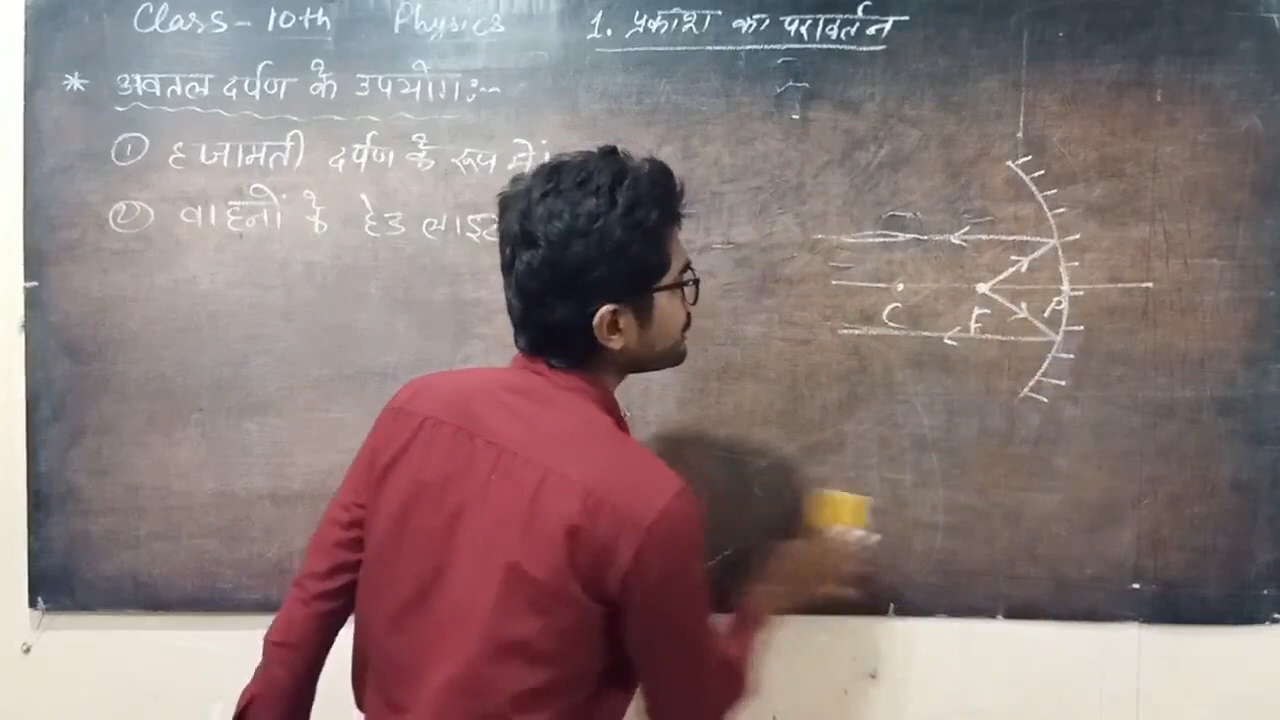 Class - 10th Physics 1. प्रकाश का परावर्तन
* अवतल दर्पण के उपयोग:-
① हजामती दर्पण के रूप में
② वाहनों के हेड लाइट
C F P